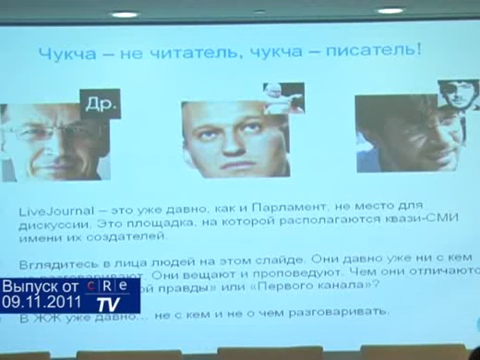 Чукча – не читатель, чукча – писатель!
Др.
LiveJournal – это уже давно, как и Парламент, не место для
дискуссии. Это площадка, на которой располагаются квази-СМИ
имени их создателей.
Вглядитесь в лица людей на этом слайде. Они давно уже ни с кем
разговаривают. Они вещают и проповедуют. Чем они отличаются
правды» или «Первого канала»?
В ЖЖ уже давно… не с кем и не о чем разговаривать.
Выпуск от
09.11.2011
CRe
TV